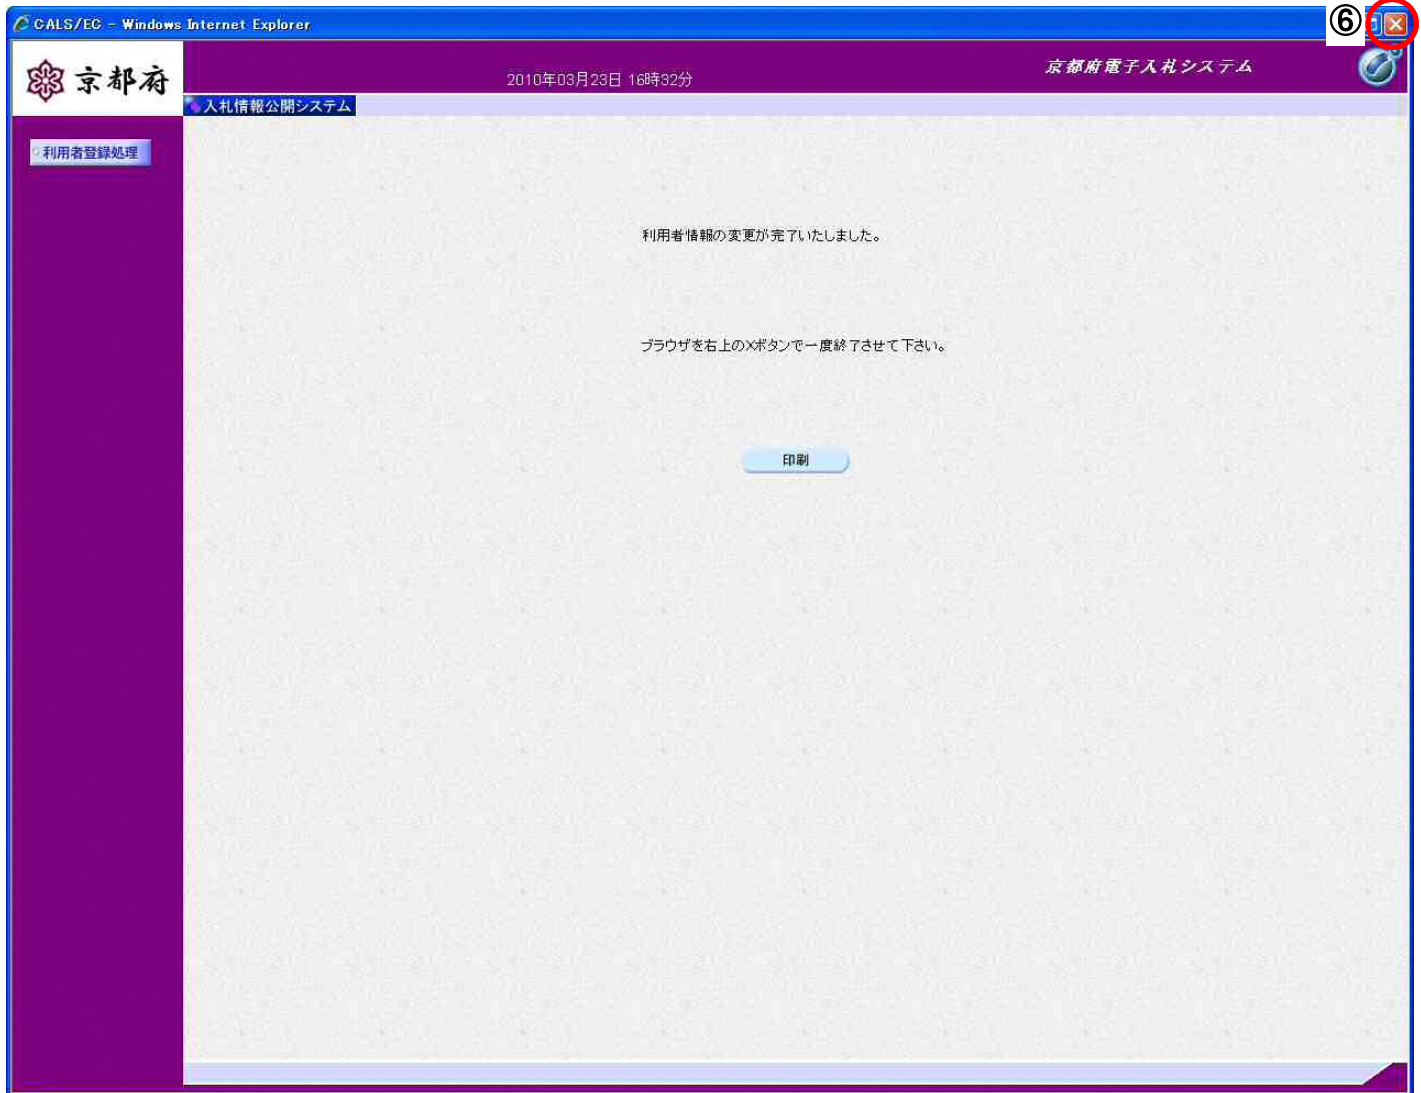 CALS/EC - Windows Internet Explorer
⑥
京都府
2010年03月23日 16時32分
京都府電子入札システム
入札情報公開システム
利用者登録処理
利用者情報の変更が完了いたしました。
ブラウザを右上の×ボタンで一度終了させて下さい。
印刷